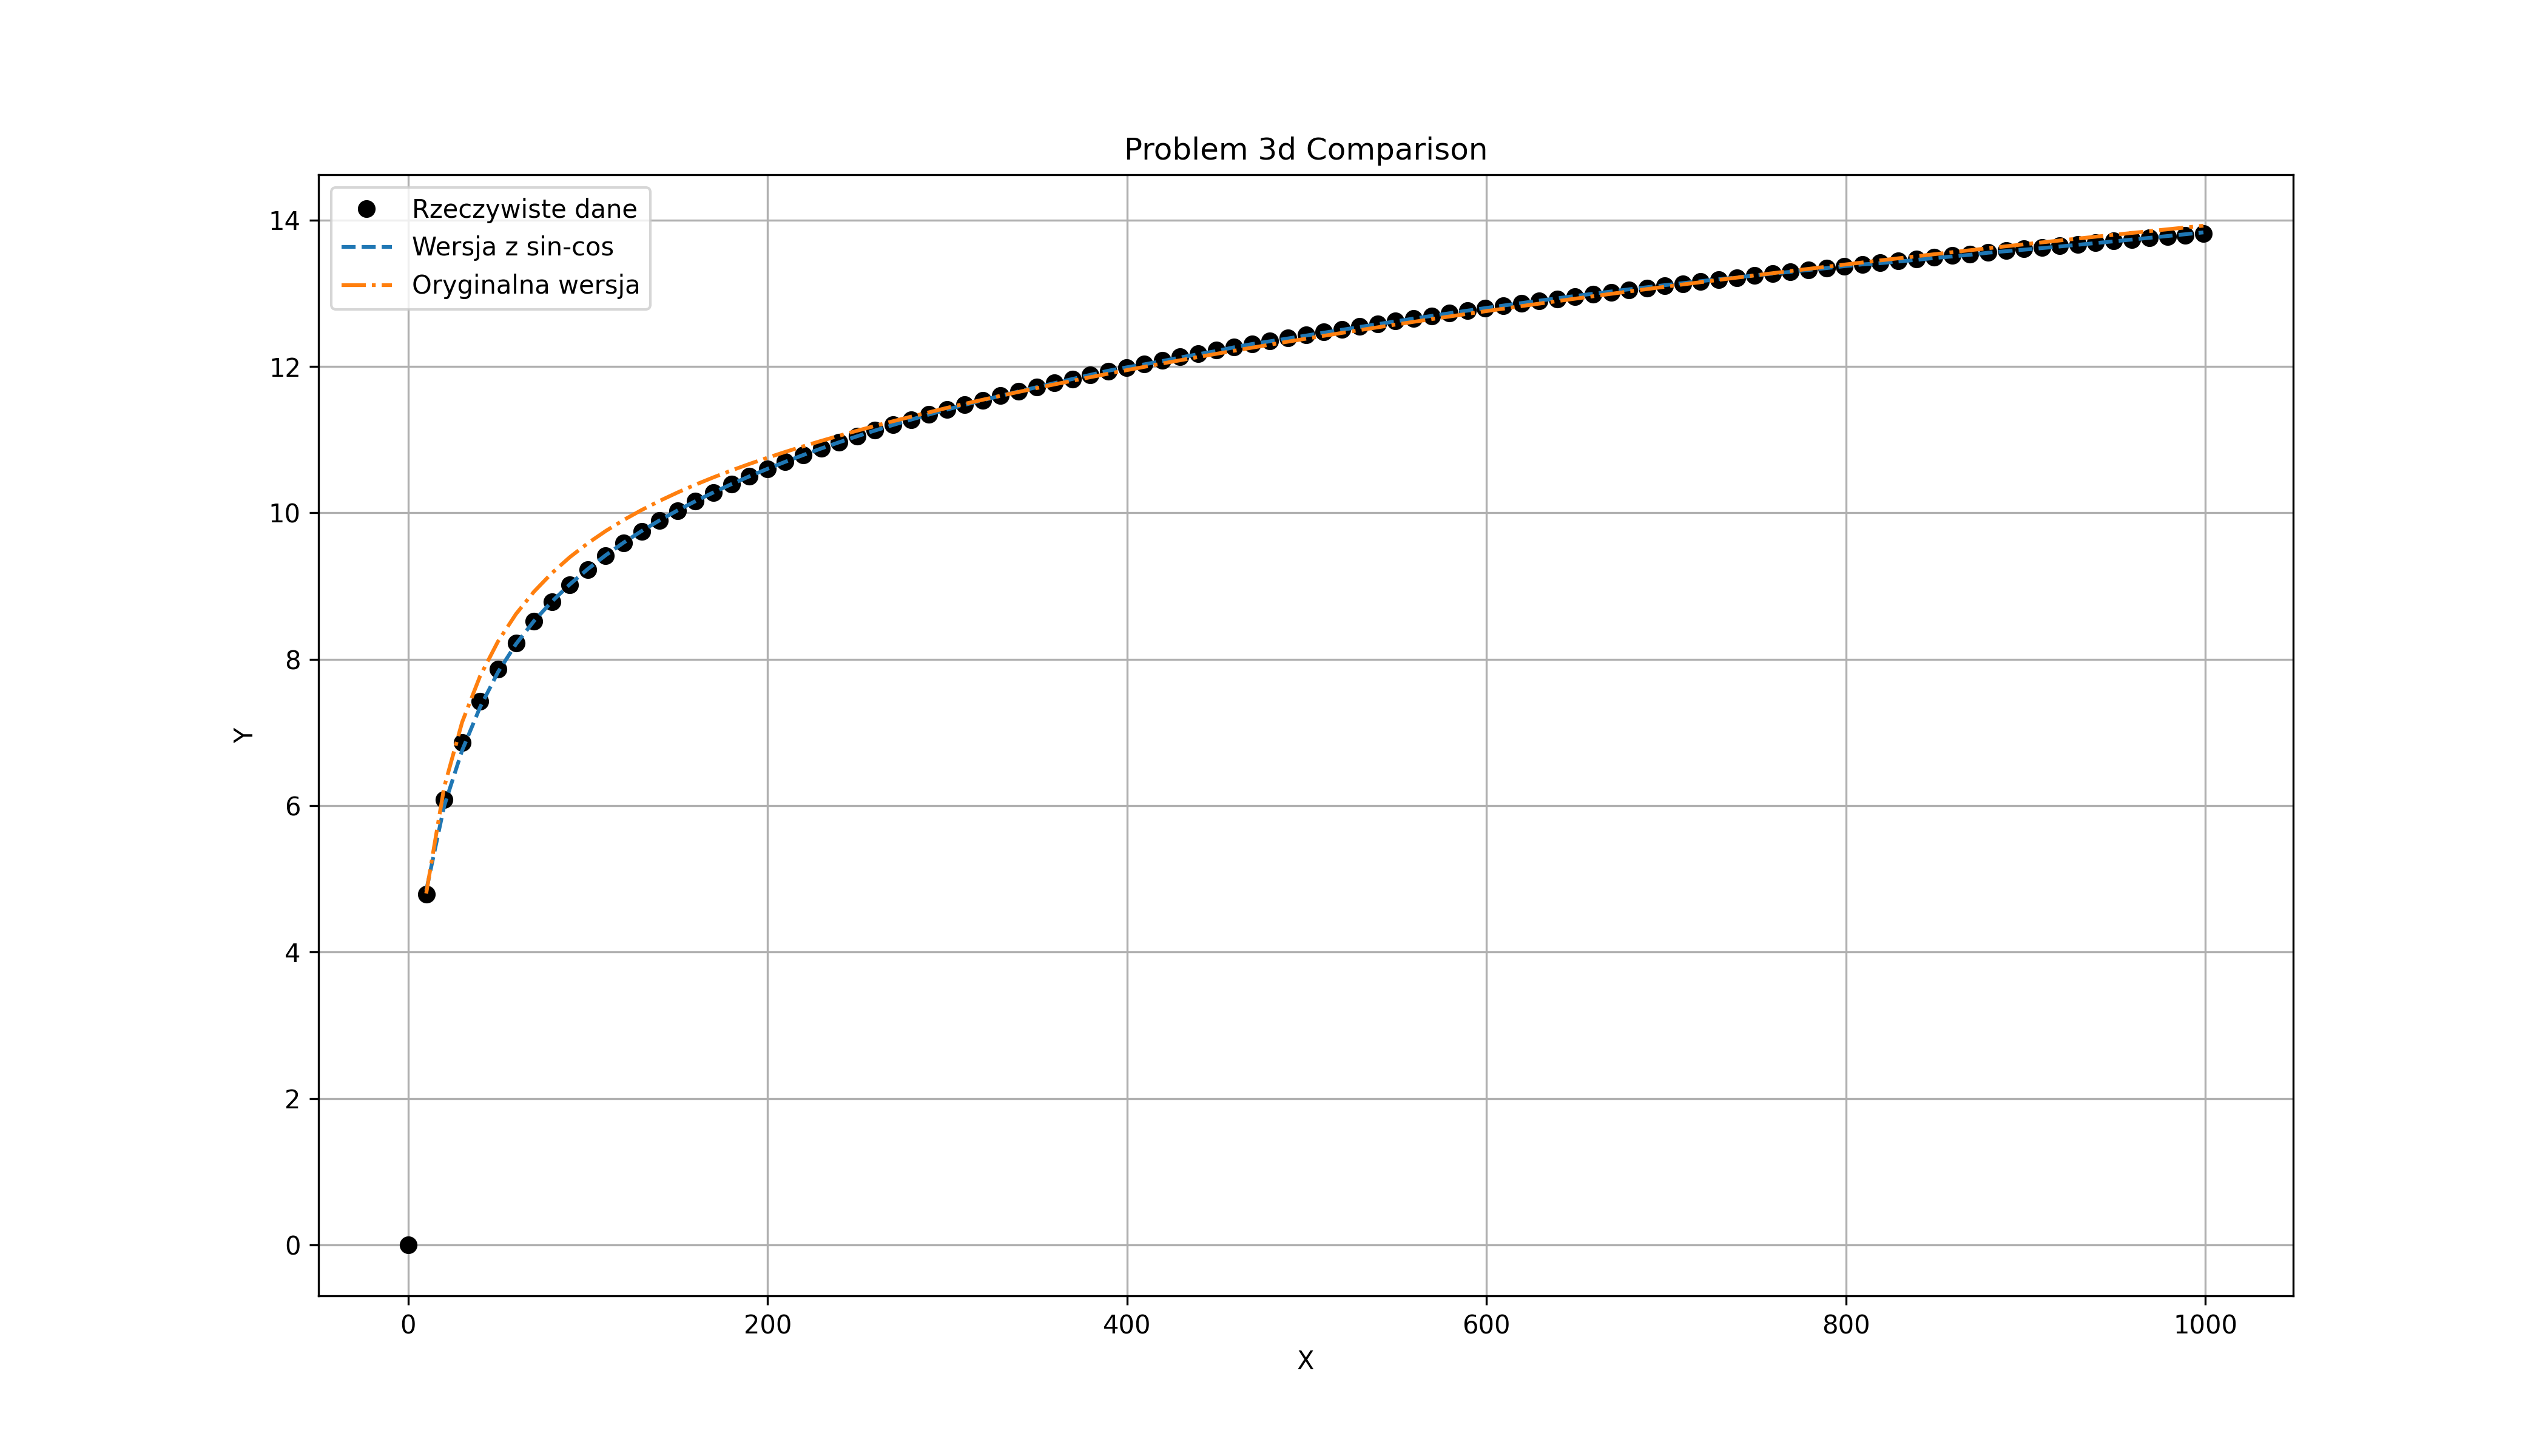 Problem 3d Comparison
Rzeczywiste dane
Wersja z sin-cos
Oryginalna wersja
14
12
10
8
6
4
2
0
Y
0 200 400 600 800 1000
X